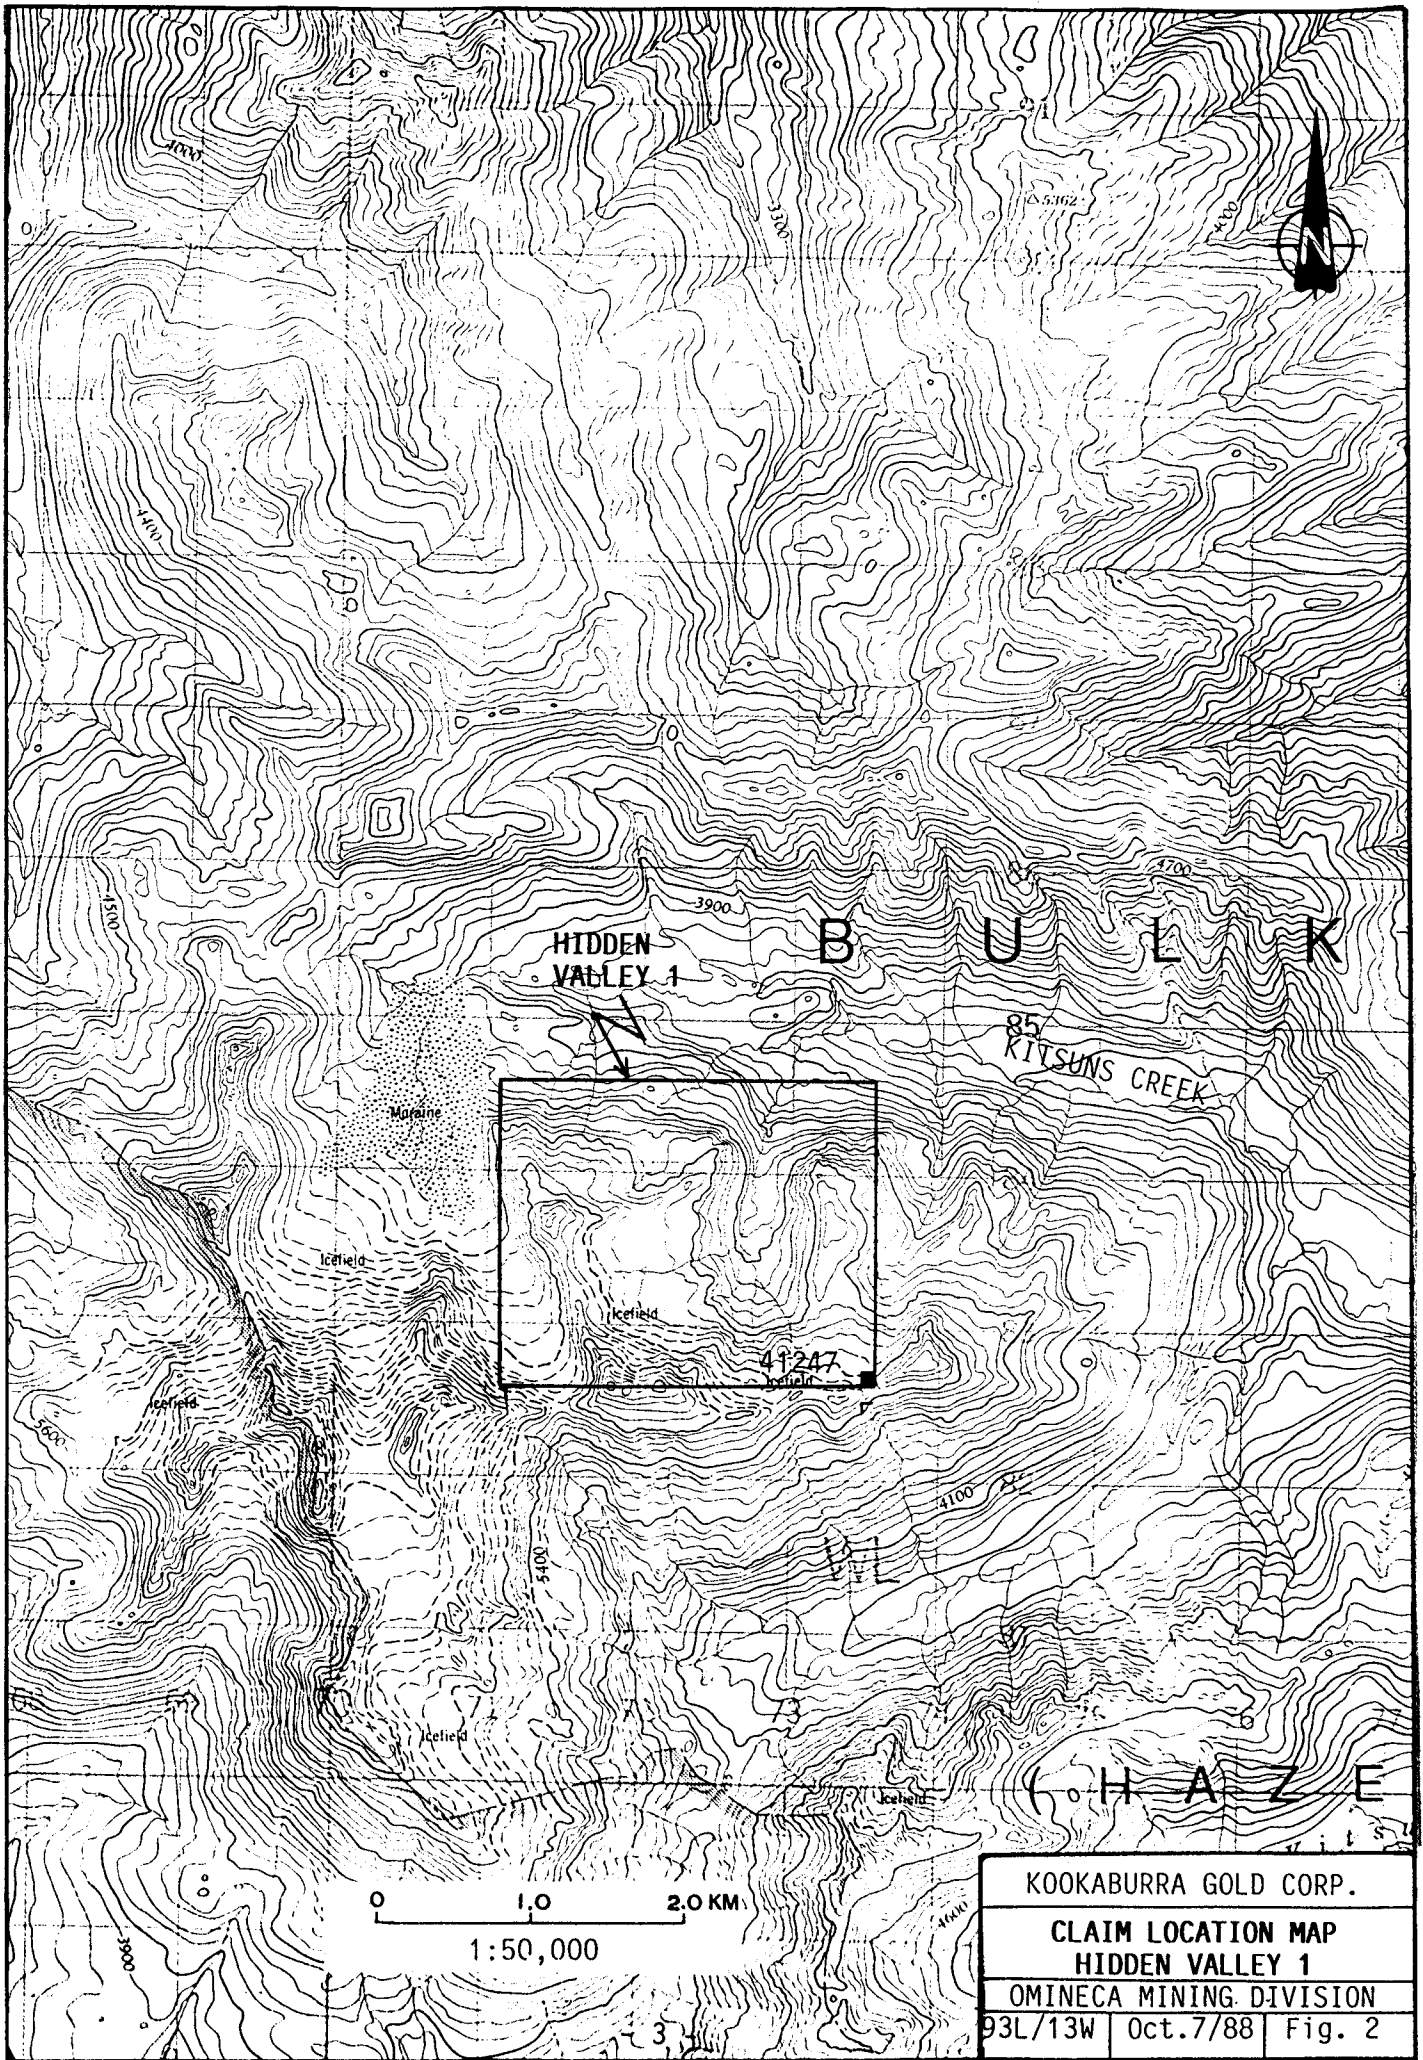 4000
3300
5362
4000
N
4400
4700
4500
3900
B U L K
HIDDEN
VALLEY 1
85
KITSUNS CREEK
Moraine
Icefield
Icefield
41247
Icefield
Icefield
5600
4100
5400
73
Icefield
( H A Z E
Icefield
0 1.0 2.0 KM
1:50,000
4600
3900
KOOKABURRA GOLD CORP.
CLAIM LOCATION MAP
HIDDEN VALLEY 1
OMINECA MINING DIVISION
93L/13W Oct.7/88 Fig. 2
- 3 -